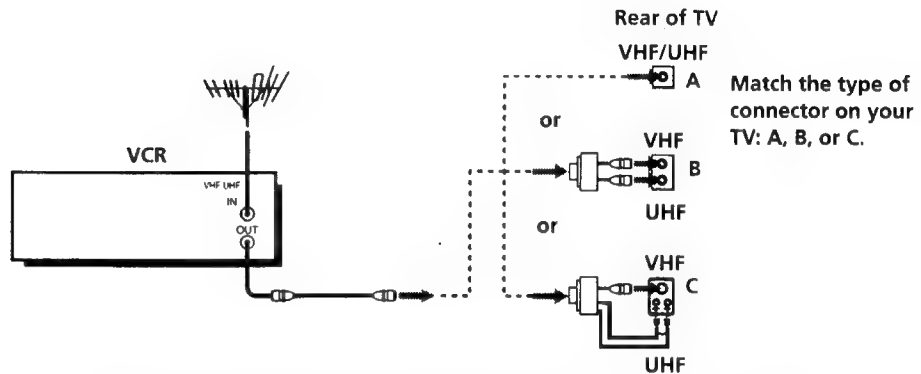 Rear of TV
VHF/UHF
A
Match the type of
connector on your
TV: A, B, or C.
or
VCR
VHF UHF
IN
OUT
VHF
B
UHF
or
VHF
C
UHF